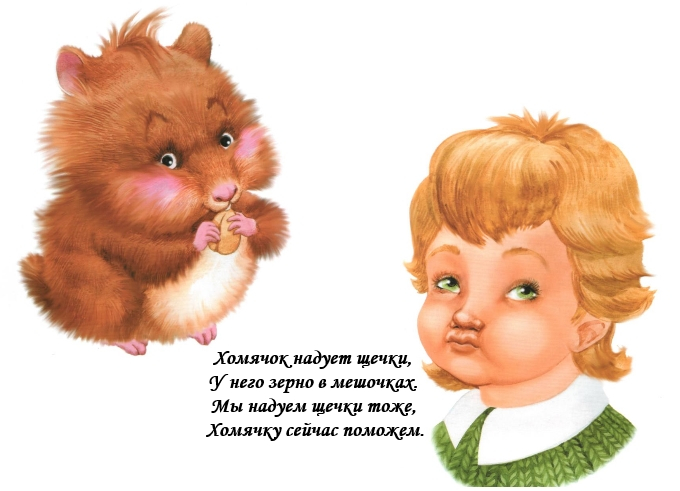 Хомячок надует щечки,
У него зерно в мешочках.
Мы надуем щечки тоже,
Хомячку сейчас поможем.